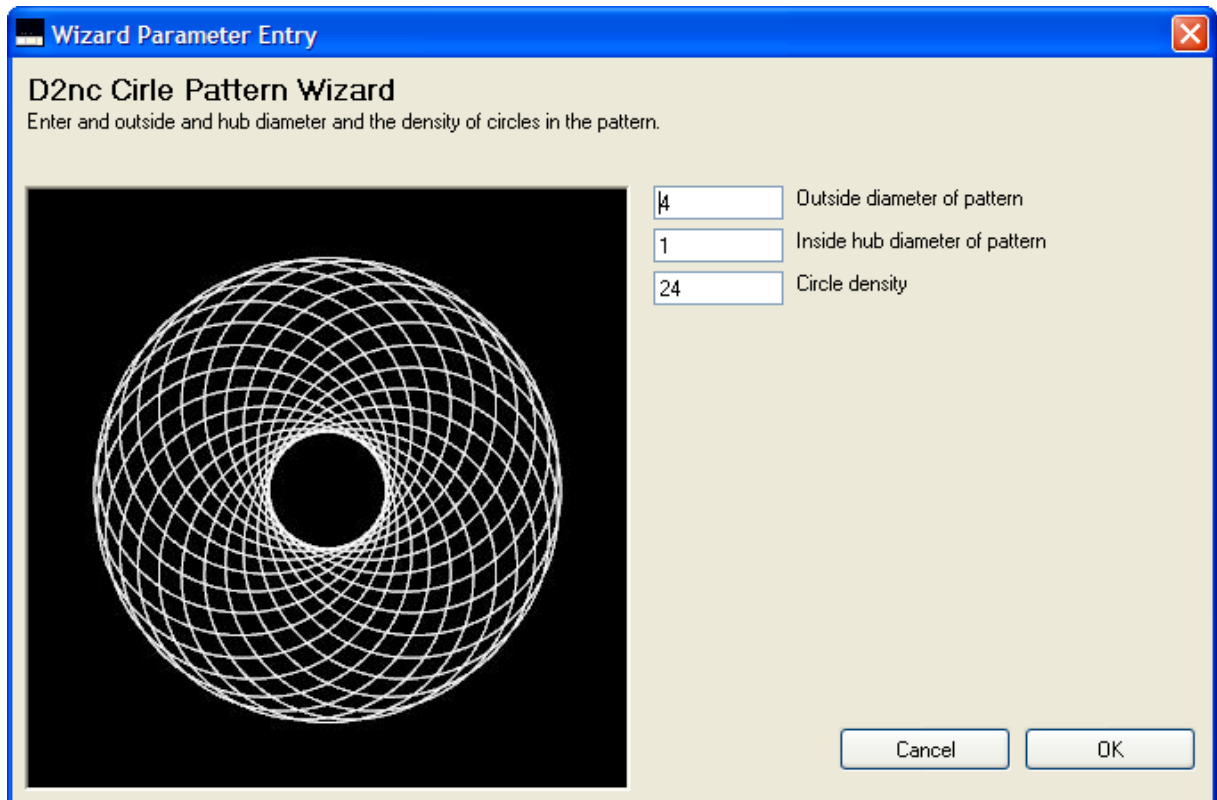 Wizard Parameter Entry
D2nc Cirle Pattern Wizard
Enter and outside and hub diameter and the density of circles in the pattern.
4 Outside diameter of pattern
1 Inside hub diameter of pattern
24 Circle density
Cancel OK